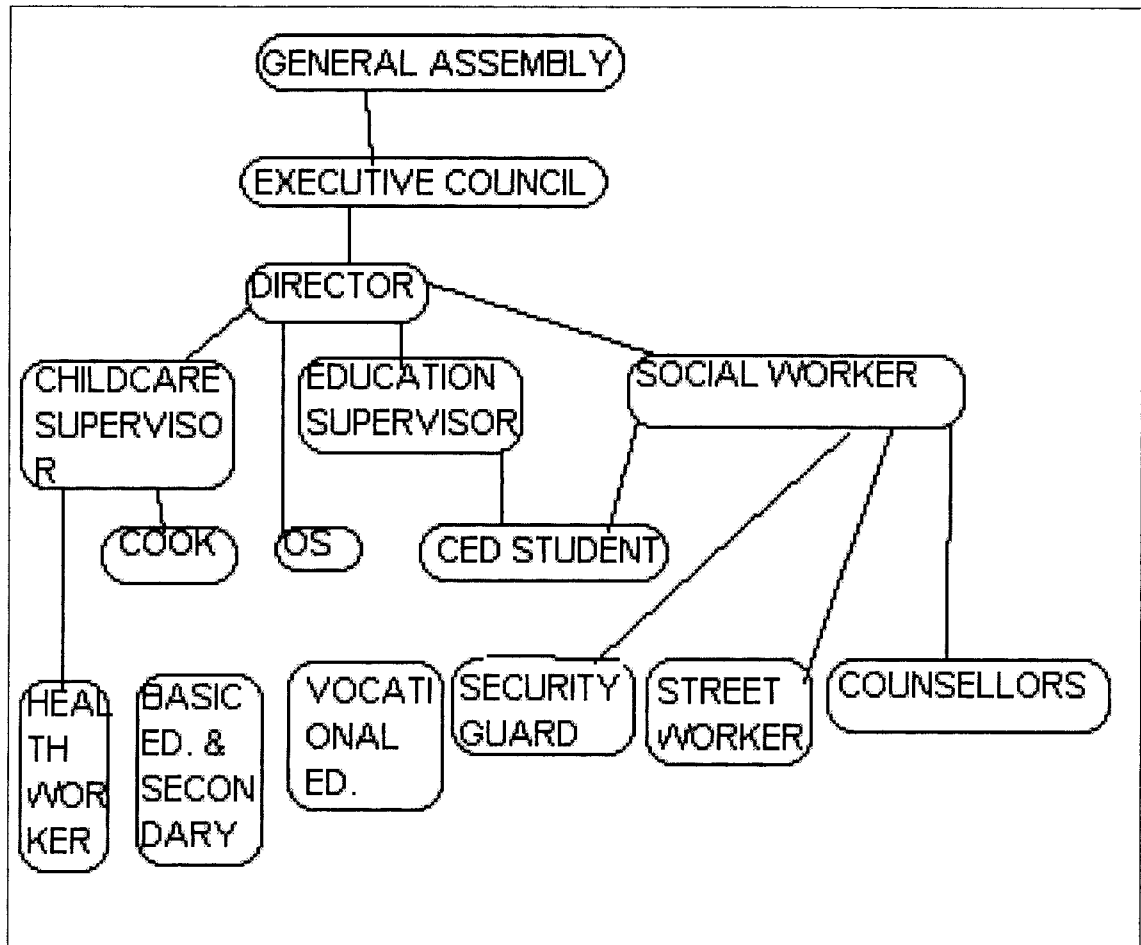 GENERAL ASSEMBLY
EXECUTIVE COUNCIL
DIRECTOR
CHILDCARE
SUPERVISO
R
EDUCATION
SUPERVISOR
SOCIAL WORKER
COOK
OS
CED STUDENT
HEAL
TH
WOR
KER
BASIC
ED. &
SECON
DARY
VOCATI
ONAL
ED.
SECURITY
GUARD
STREET
WORKER
COUNSELLORS